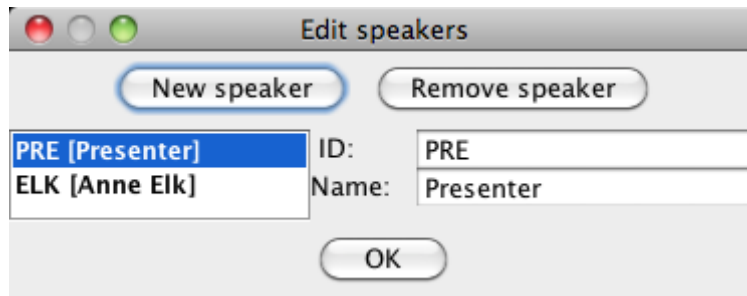 Edit speakers
New speaker Remove speaker
PRE [Presenter] ID: PRE
ELK [Anne Elk] Name: Presenter
OK